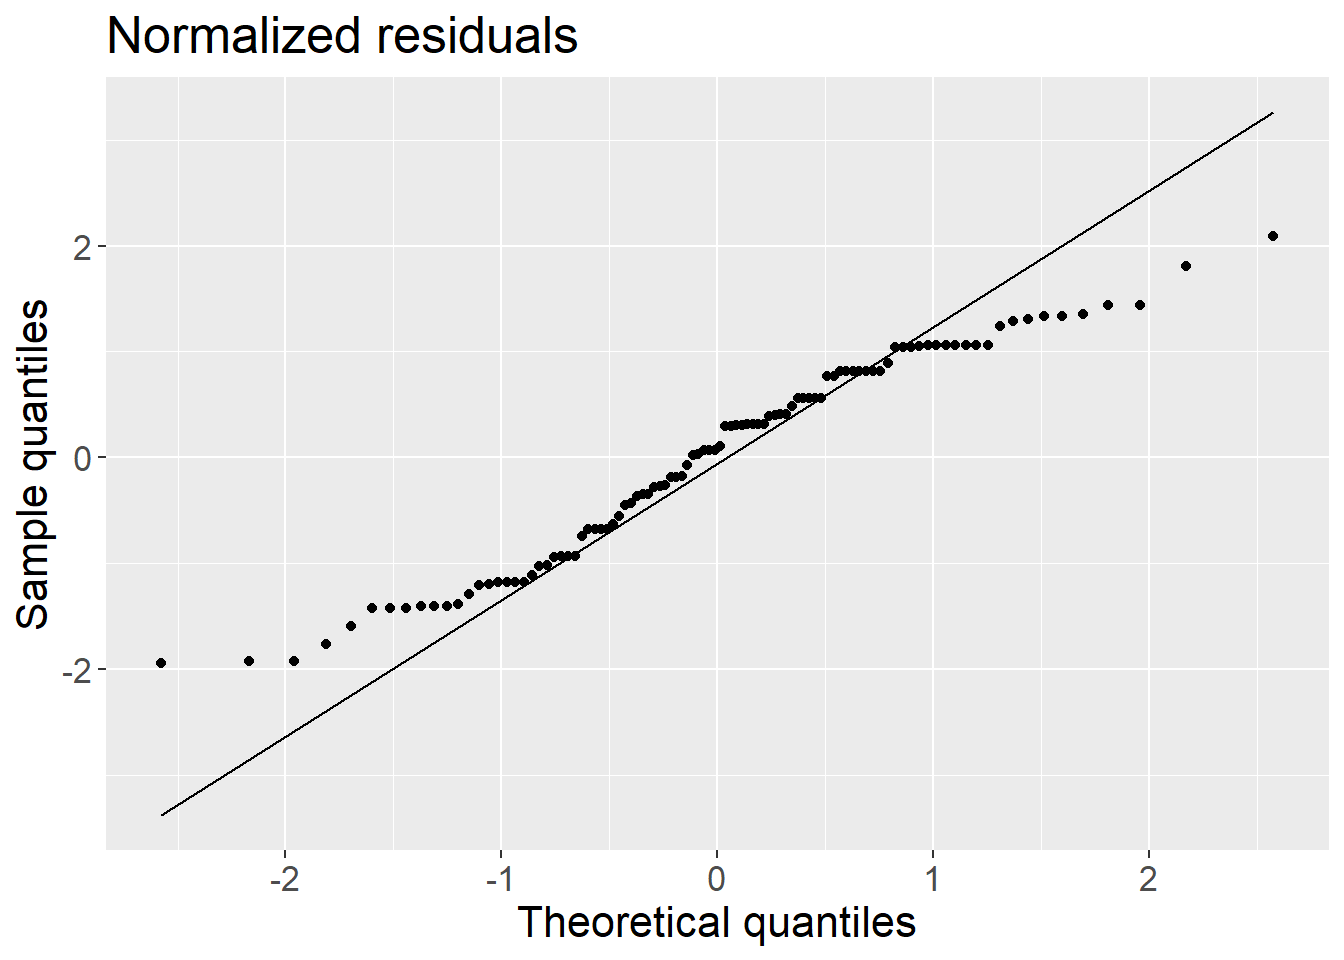 Normalized residuals
Sample quantiles
2
0
-2
-2
-1
0
1
2
Theoretical quantiles